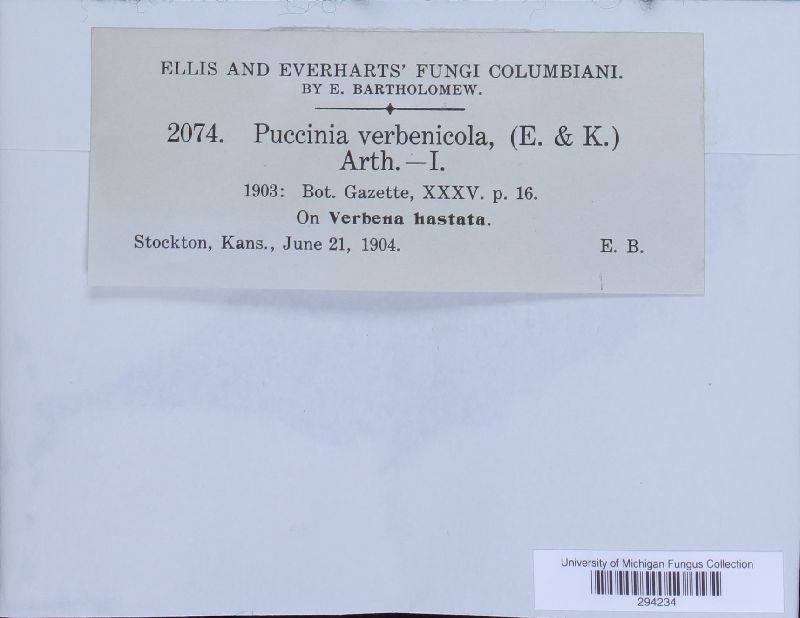 ELLIS AND EVERHARTS' FUNGI COLUMBIANI.
BY E. BARTHOLOMEW.
2074. Puccinia verbenicola, (E. & K.)
Arth.—I.
1903: Bot. Gazette, XXXV. p. 16.
On Verbena hastata.
Stockton, Kans., June 21, 1904. E. B.
University of Michigan Fungus Collection
294234